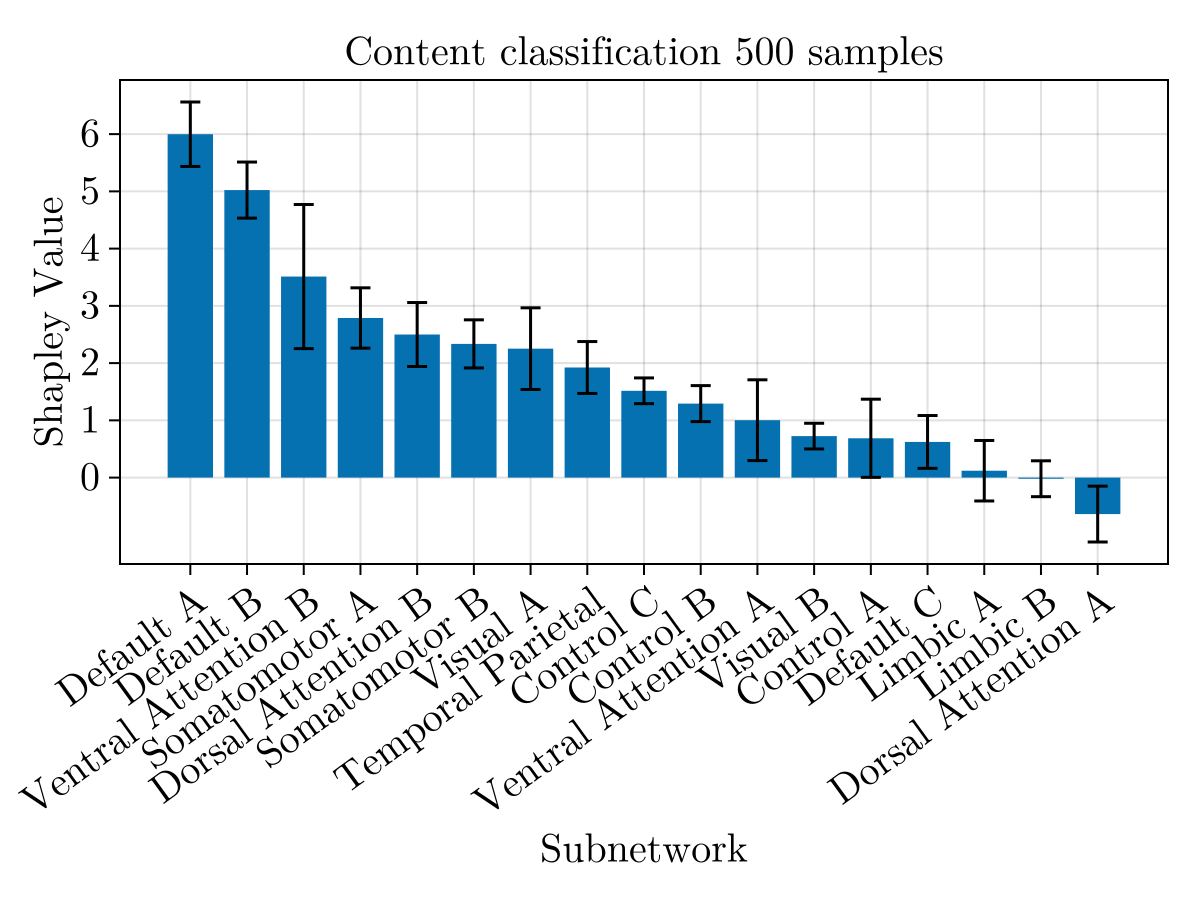 Content classification 500 samples
Shapley Value
6
5
4
3
2
1
0
Default A
Default B
Ventral Attention B
Somatomotor A
Dorsal Attention B
Somatomotor B
Visual A
Temporal Parietal
Control C
Control B
Ventral Attention A
Visual B
Control A
Default C
Limbic A
Limbic B
Dorsal Attention A
Subnetwork